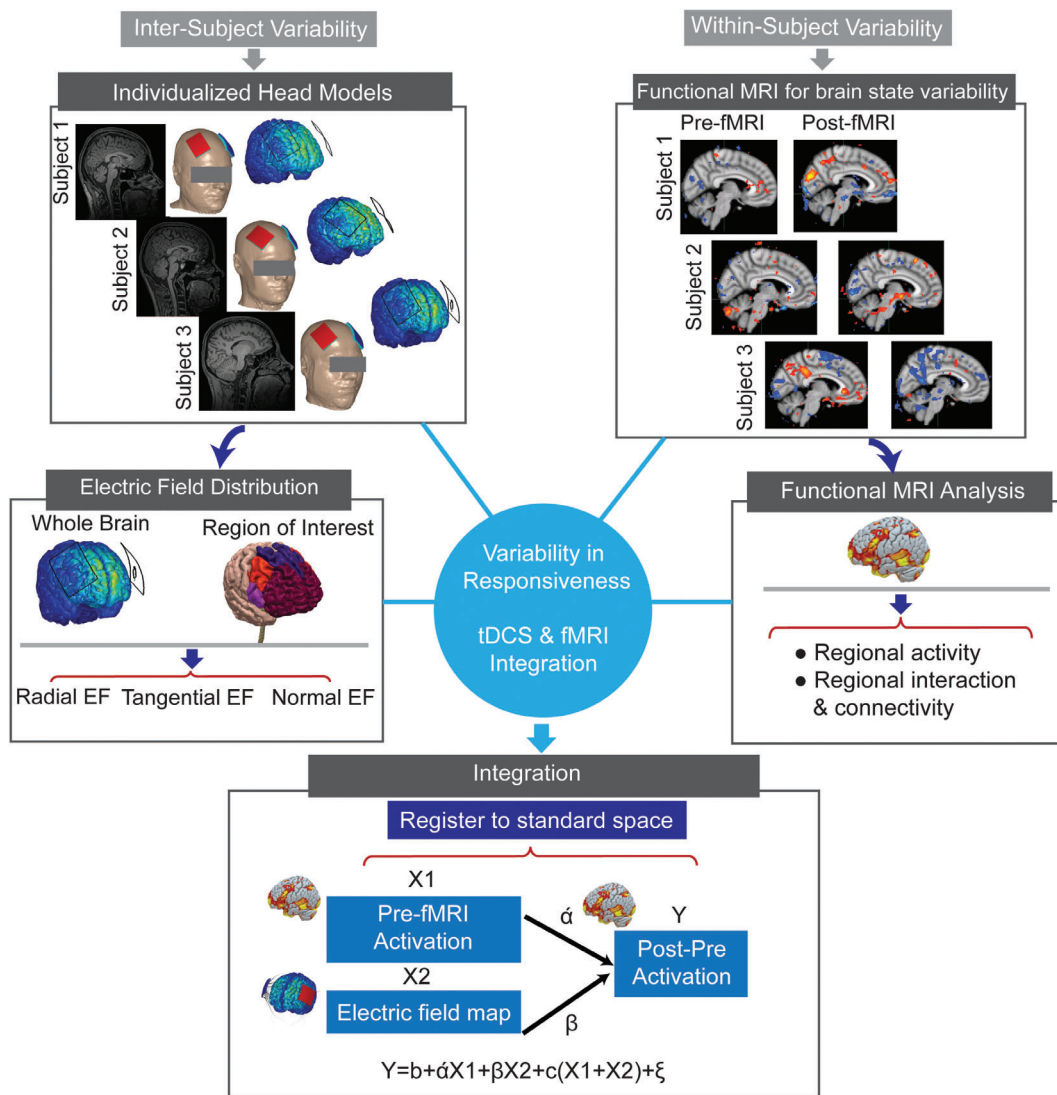 Inter-Subject Variability
Individualized Head Models
Subject 1
Subject 2
Subject 3
Within-Subject Variability
Functional MRI for brain state variability
Pre-fMRI
Post-fMRI
Subject 1
Subject 2
Subject 3
Electric Field Distribution
Whole Brain
Region of Interest
Radial EF
Tangential EF
Normal EF
Variability in
Responsiveness
tDCS & fMRI
Integration
Functional MRI Analysis
● Regional activity
● Regional interaction
& connectivity
Integration
Register to standard space
X1
Pre-fMRI
Activation
X2
Electric field map
ά
β
Y
Post-Pre
Activation
Y=b+άX1+βX2+c(X1+X2)+ξ